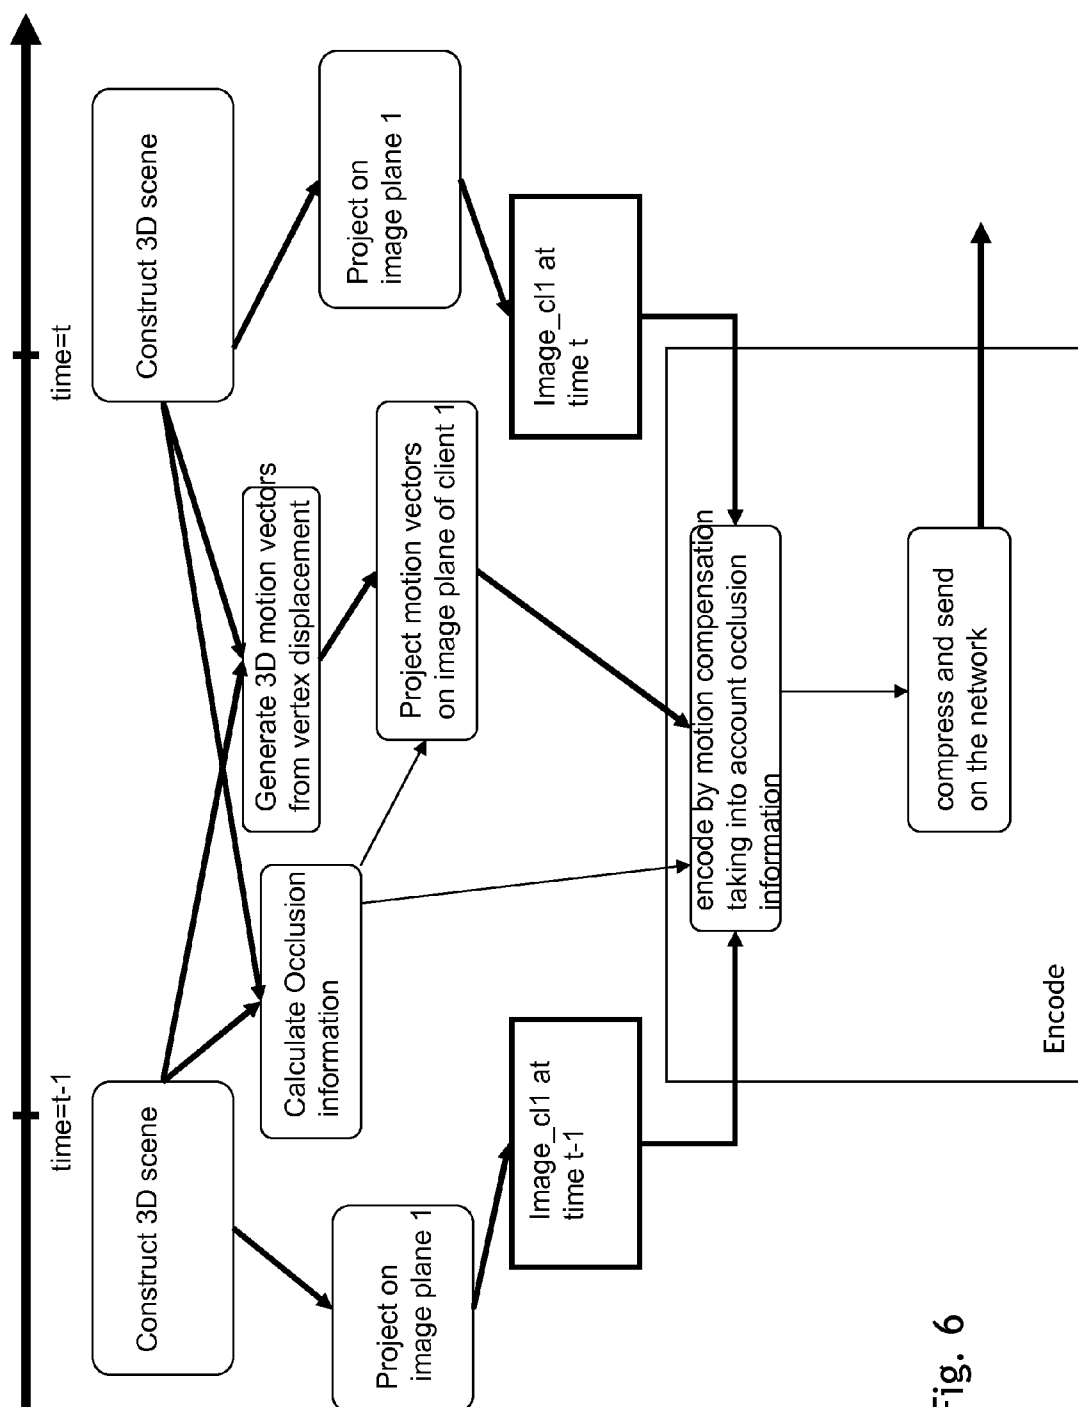 time=t-1
time=t
Construct 3D scene
Construct 3D scene
Calculate Occlusion
information
Generate 3D motion vectors
from vertex displacement
Project on
image plane 1
Project motion vectors
on image plane of client 1
Project on
image plane 1
Image_cl1 at
time t-1
Image_cl1 at
time t
encode by motion compensation
taking into account occlusion
information
compress and send
on the network
Encode
Fig. 6